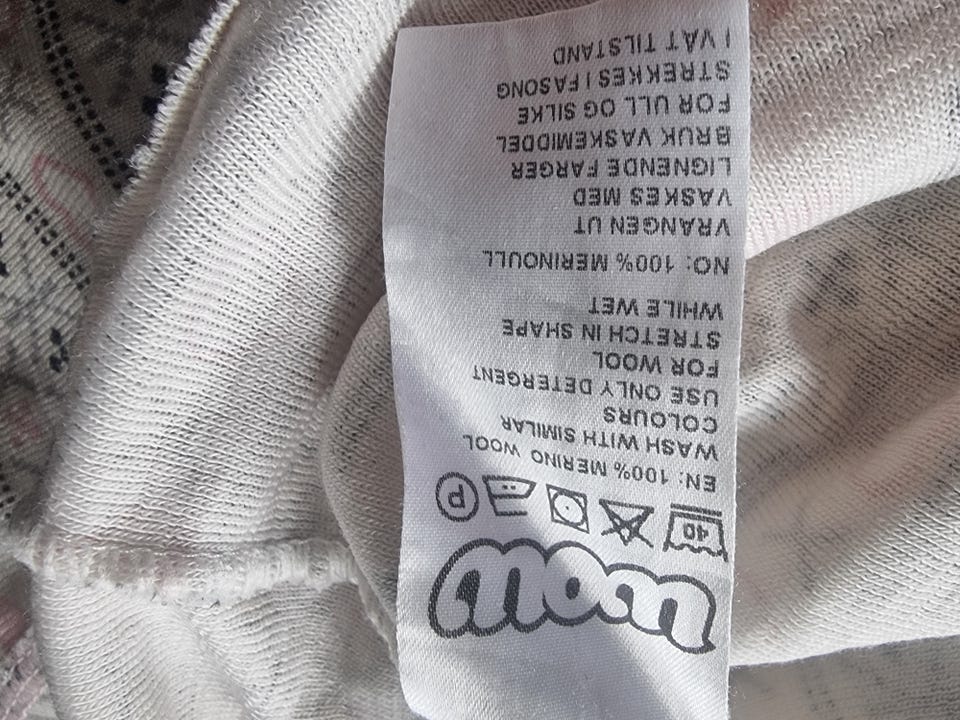 40
P
EN: 100% MERINO WOOL
WASH WITH SIMILAR
COLOURS
USE ONLY DETERGENT
FOR WOOL
STRETCH IN SHAPE
WHILE WET
NO: 100% MERINOULL
VRANGEN UT
VASKES MED
LIGNENDE FARGER
BRUK VASKEMIDDEL
FOR ULL OG SILKE
STREKKES I FASONG
I VÅT TILSTAND